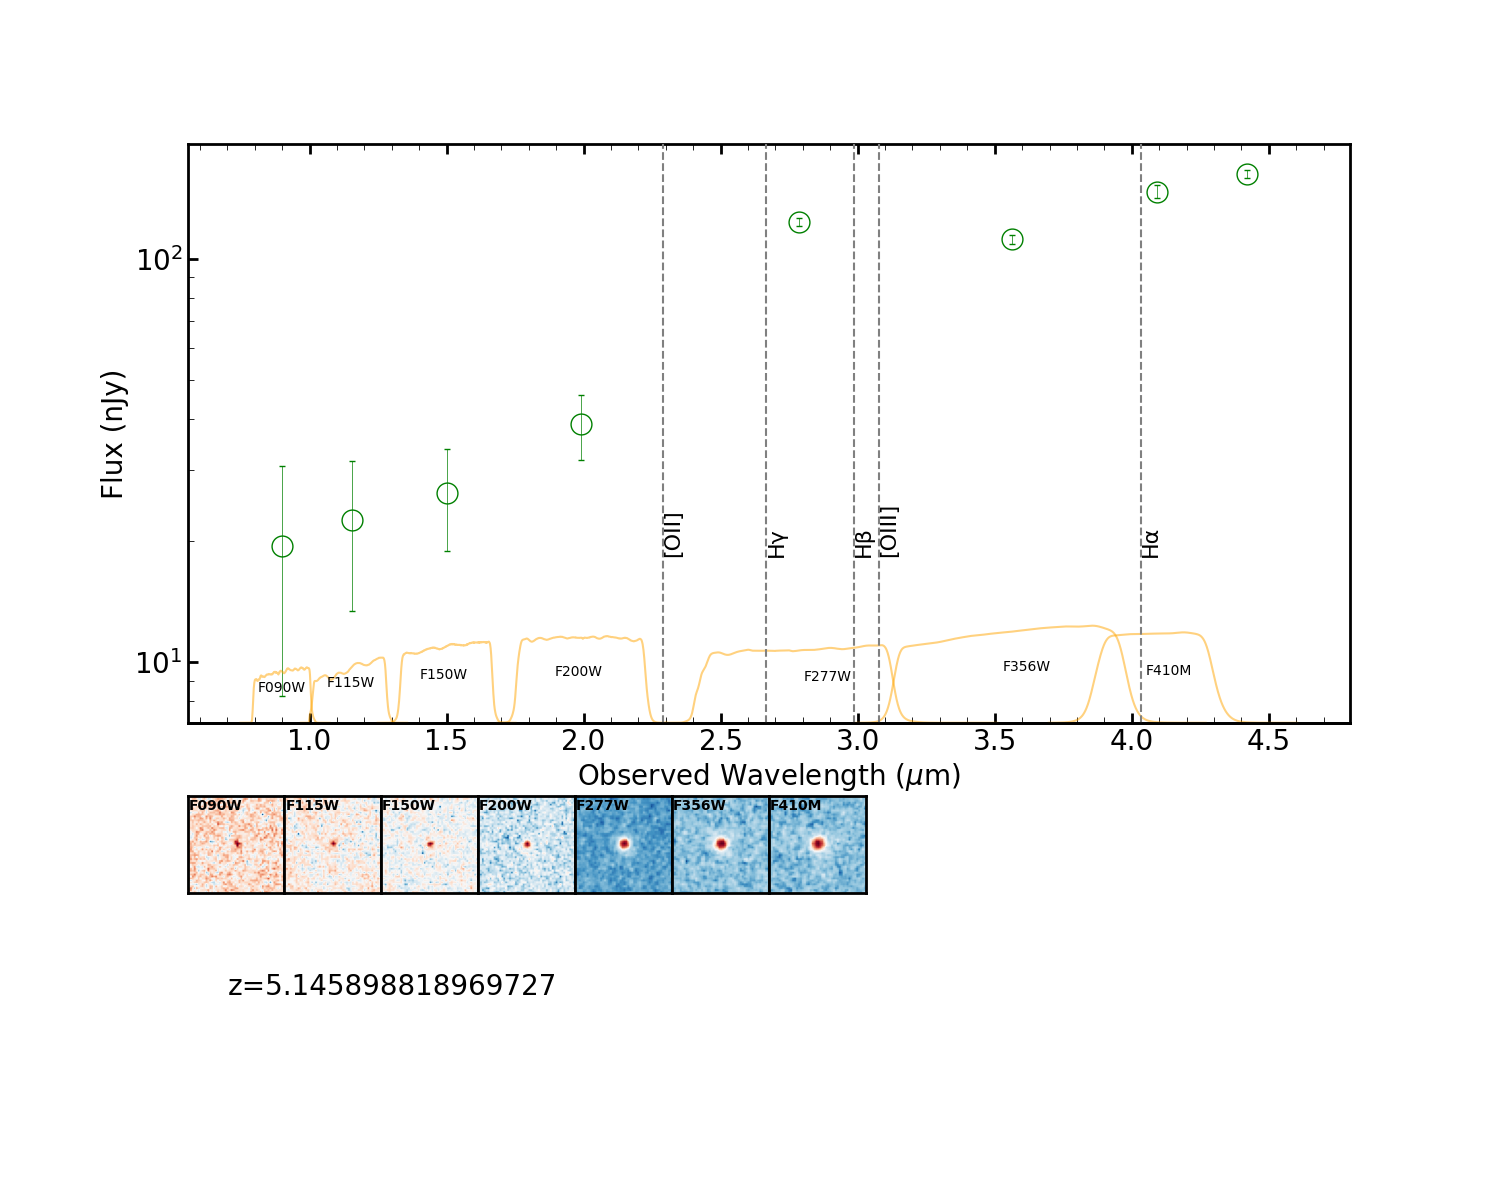 10²
10¹
Flux (nJy)
[OII]
Hγ
Hβ
[OIII]
Hα
F090W
F115W
F150W
F200W
F277W
F356W
F410M
1.0 1.5 2.0 2.5 3.0 3.5 4.0 4.5
Observed Wavelength (μm)
F090W F115W F150W F200W F277W F356W F410M
z=5.145898818969727